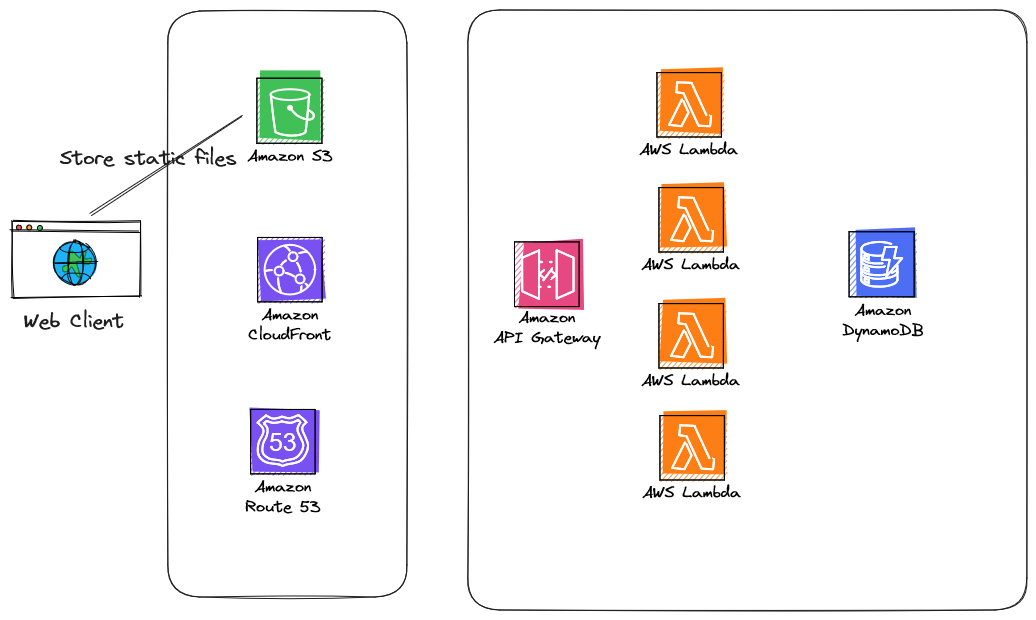 Store static files
Amazon S3
Web Client
Amazon
CloudFront
53
Amazon
Route 53
Amazon
API Gateway
AWS Lambda
AWS Lambda
AWS Lambda
AWS Lambda
Amazon
DynamoDB